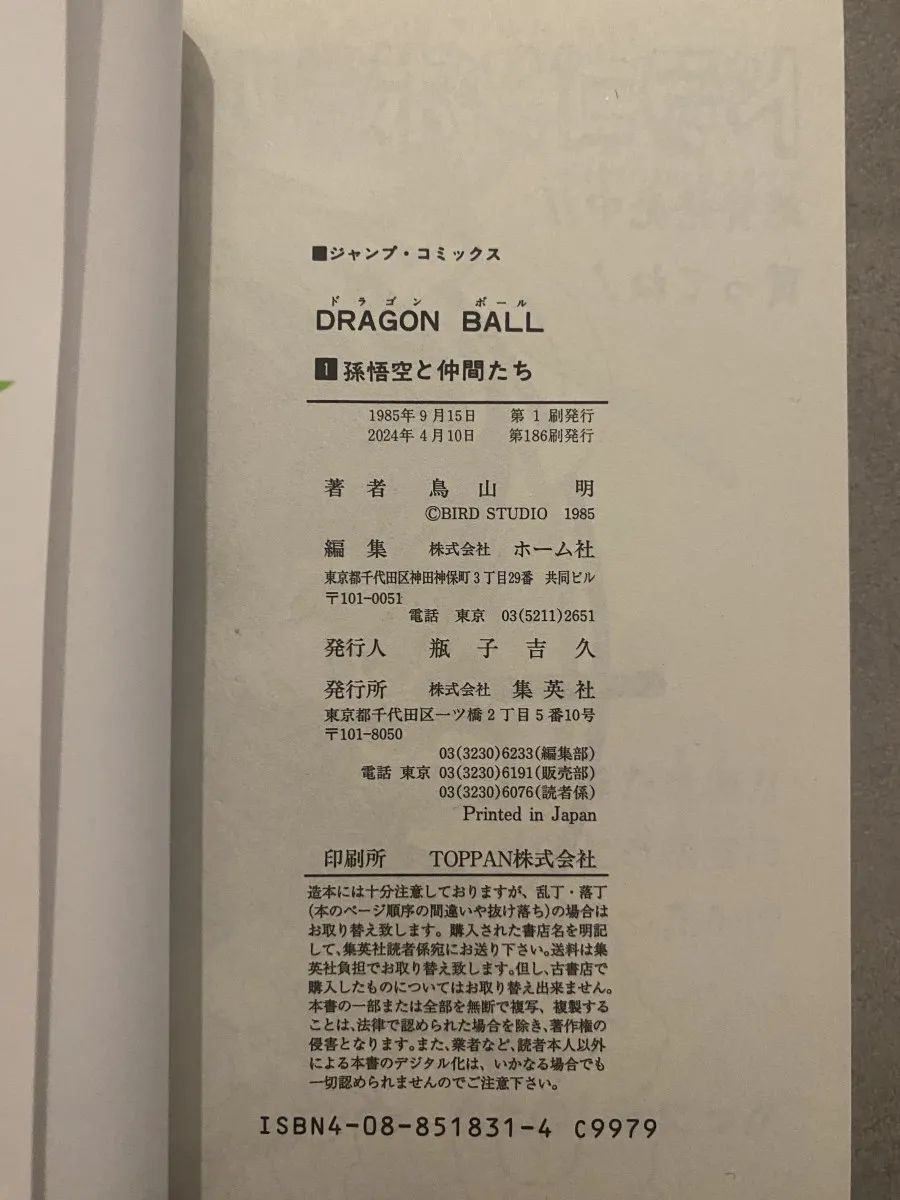 ■ジャンプ・コミックス
ドラゴン ボール
DRAGON BALL
1 孫悟空と仲間たち
1985年9月15日 第1刷発行
2024年4月10日 第186刷発行
著者 鳥山 明
©BIRD STUDIO 1985
編集 株式会社 ホーム社
東京都千代田区神田神保町3丁目29番 共同ビル
〒101-0051
電話 東京 03(5211)2651
発行人 瓶子吉久
発行所 株式会社 集英社
東京都千代田区一ツ橋2丁目5番10号
〒101-8050
03(3230)6233(編集部)
電話 東京 03(3230)6191(販売部)
03(3230)6076(読者係)
Printed in Japan
印刷所 TOPPAN株式会社
造本には十分注意しておりますが、乱丁・落丁
(本のページ順序の間違いや抜け落ち)の場合は
お取り替え致します。購入された書店名を明記
して、集英社読者係宛にお送り下さい。送料は集
英社負担でお取り替え致します。但し、古書店で
購入したものについてはお取り替え出来ません。
本書の一部または全部を無断で複写、複製する
ことは、法律で認められた場合を除き、著作権の
侵害となります。また、業者など、読者本人以外
による本書のデジタル化は、いかなる場合でも
一切認められませんのでご注意下さい。
ISBN4-08-851831-4 C9979